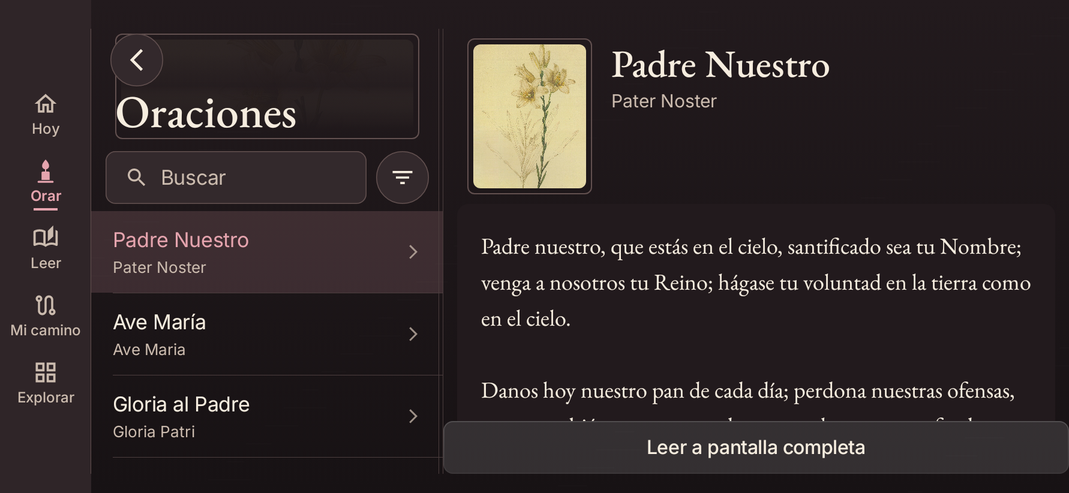 Hoy
Orar
Leer
Mi camino
Explorar
Oraciones
Buscar
Padre Nuestro
Pater Noster
Ave María
Ave Maria
Gloria al Padre
Gloria Patri
Padre Nuestro
Pater Noster
Padre nuestro, que estás en el cielo, santificado sea tu Nombre;
venga a nosotros tu Reino; hágase tu voluntad en la tierra como
en el cielo.
Danos hoy nuestro pan de cada día; perdona nuestras ofensas,
Leer a pantalla completa